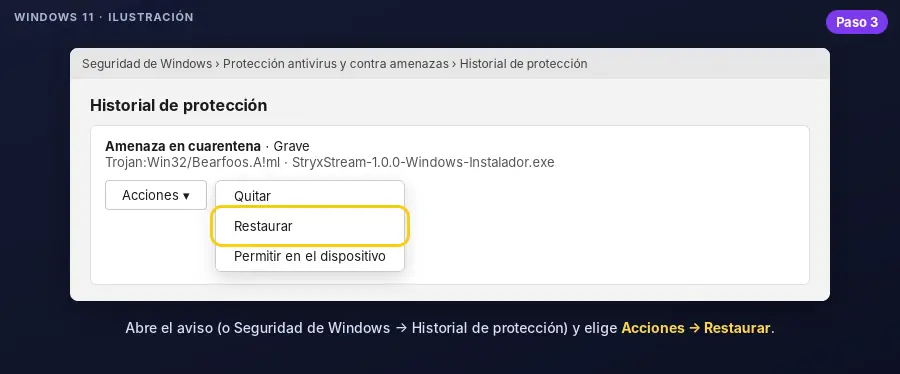 WINDOWS 11 · ILUSTRACIÓN
Paso 3
Seguridad de Windows › Protección antivirus y contra amenazas › Historial de protección
Historial de protección
Amenaza en cuarentena · Grave
Trojan:Win32/Bearfoos.A!ml · StryxStream-1.0.0-Windows-Instalador.exe
Acciones ▾
Quitar
Restaurar
Permitir en el dispositivo
Abre el aviso (o Seguridad de Windows → Historial de protección) y elige Acciones → Restaurar.